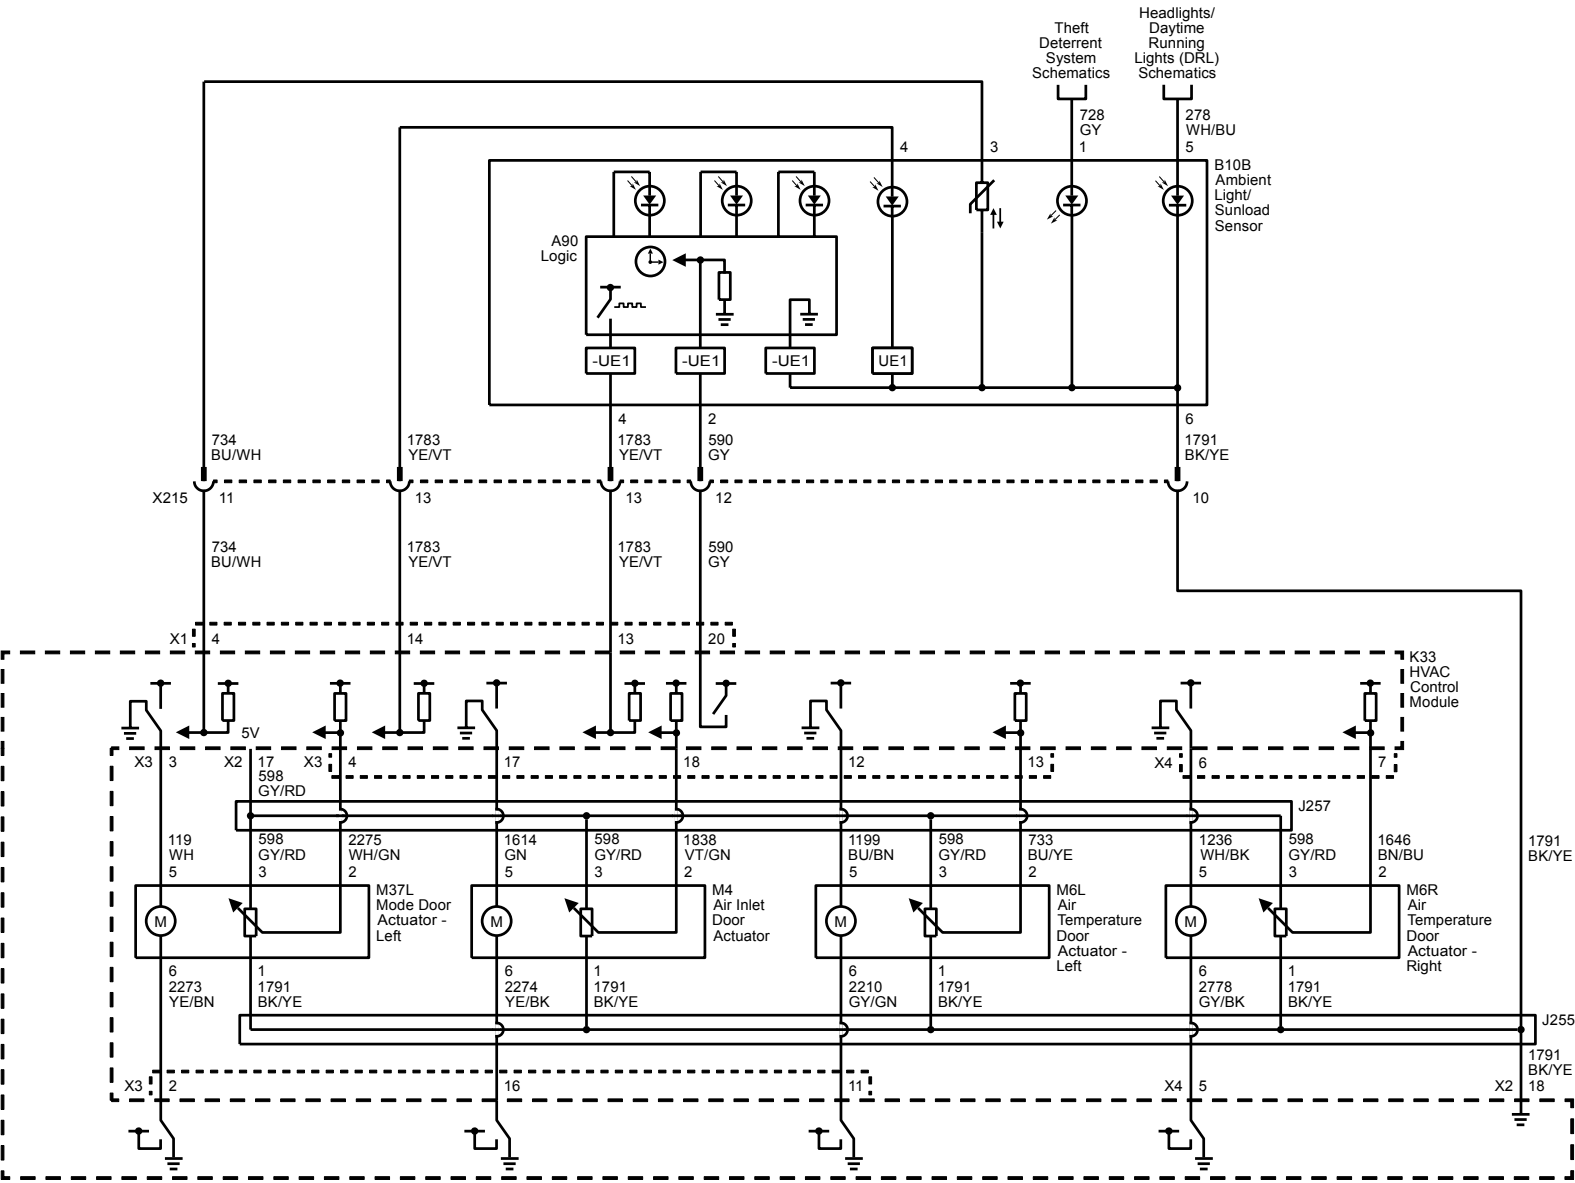 Theft
Deterrent
System
Schematics
Headlights/
Daytime
Running
Lights (DRL)
Schematics
728
GY
278
WH/BU
4
3
1
5
B10B
Ambient
Light/
Sunload
Sensor
A90
Logic
-UE1
-UE1
-UE1
UE1
4
2
6
734
BU/WH
1783
YE/VT
1783
YE/VT
590
GY
1791
BK/YE
X215
11
13
13
12
10
734
BU/WH
1783
YE/VT
1783
YE/VT
590
GY
X1
4
14
13
20
K33
HVAC
Control
Module
5V
X3
3
X2
17
X3
4
17
18
12
13
X4
6
7
598
GY/RD
J257
119
WH
5
598
GY/RD
3
2275
WH/GN
2
1614
GN
5
598
GY/RD
3
1838
VT/GN
2
1199
BU/BN
5
598
GY/RD
3
733
BU/YE
2
1236
WH/BK
5
598
GY/RD
3
1646
BN/BU
2
1791
BK/YE
M
M37L
Mode Door
Actuator -
Left
M
M4
Air Inlet
Door
Actuator
M
M6L
Air
Temperature
Door
Actuator -
Left
M
M6R
Air
Temperature
Door
Actuator -
Right
6
2273
YE/BN
1
1791
BK/YE
6
2274
YE/BK
1
1791
BK/YE
6
2210
GY/GN
1
1791
BK/YE
6
2778
GY/BK
1
1791
BK/YE
J255
1791
BK/YE
X3
2
16
11
X4
5
X2
18